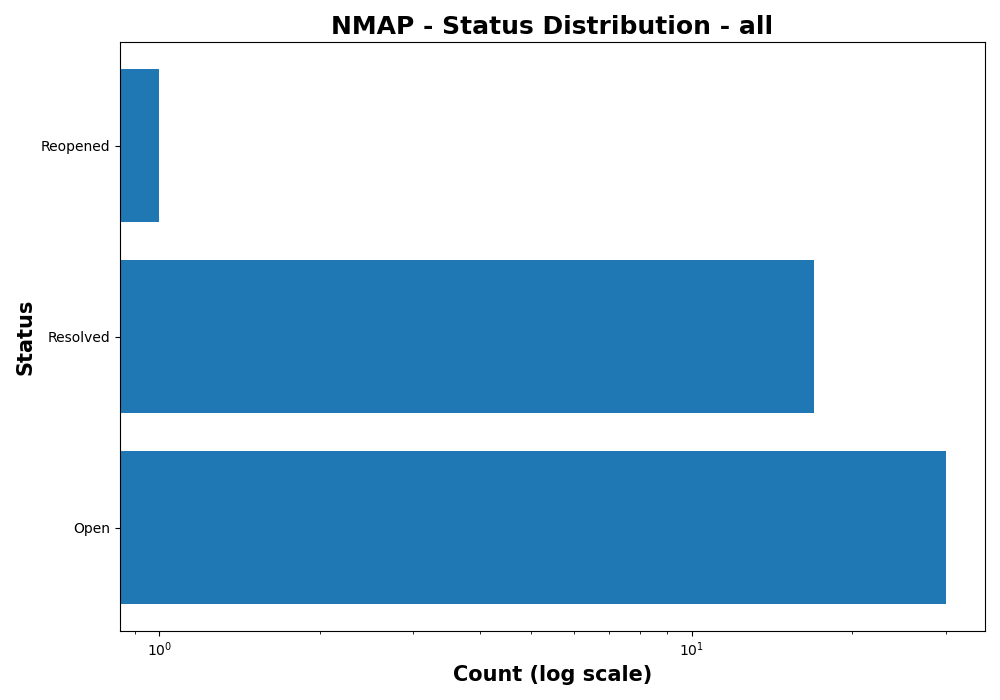 NMAP - Status Distribution - all
Reopened
Resolved
Open
Status
10⁰
10¹
Count (log scale)